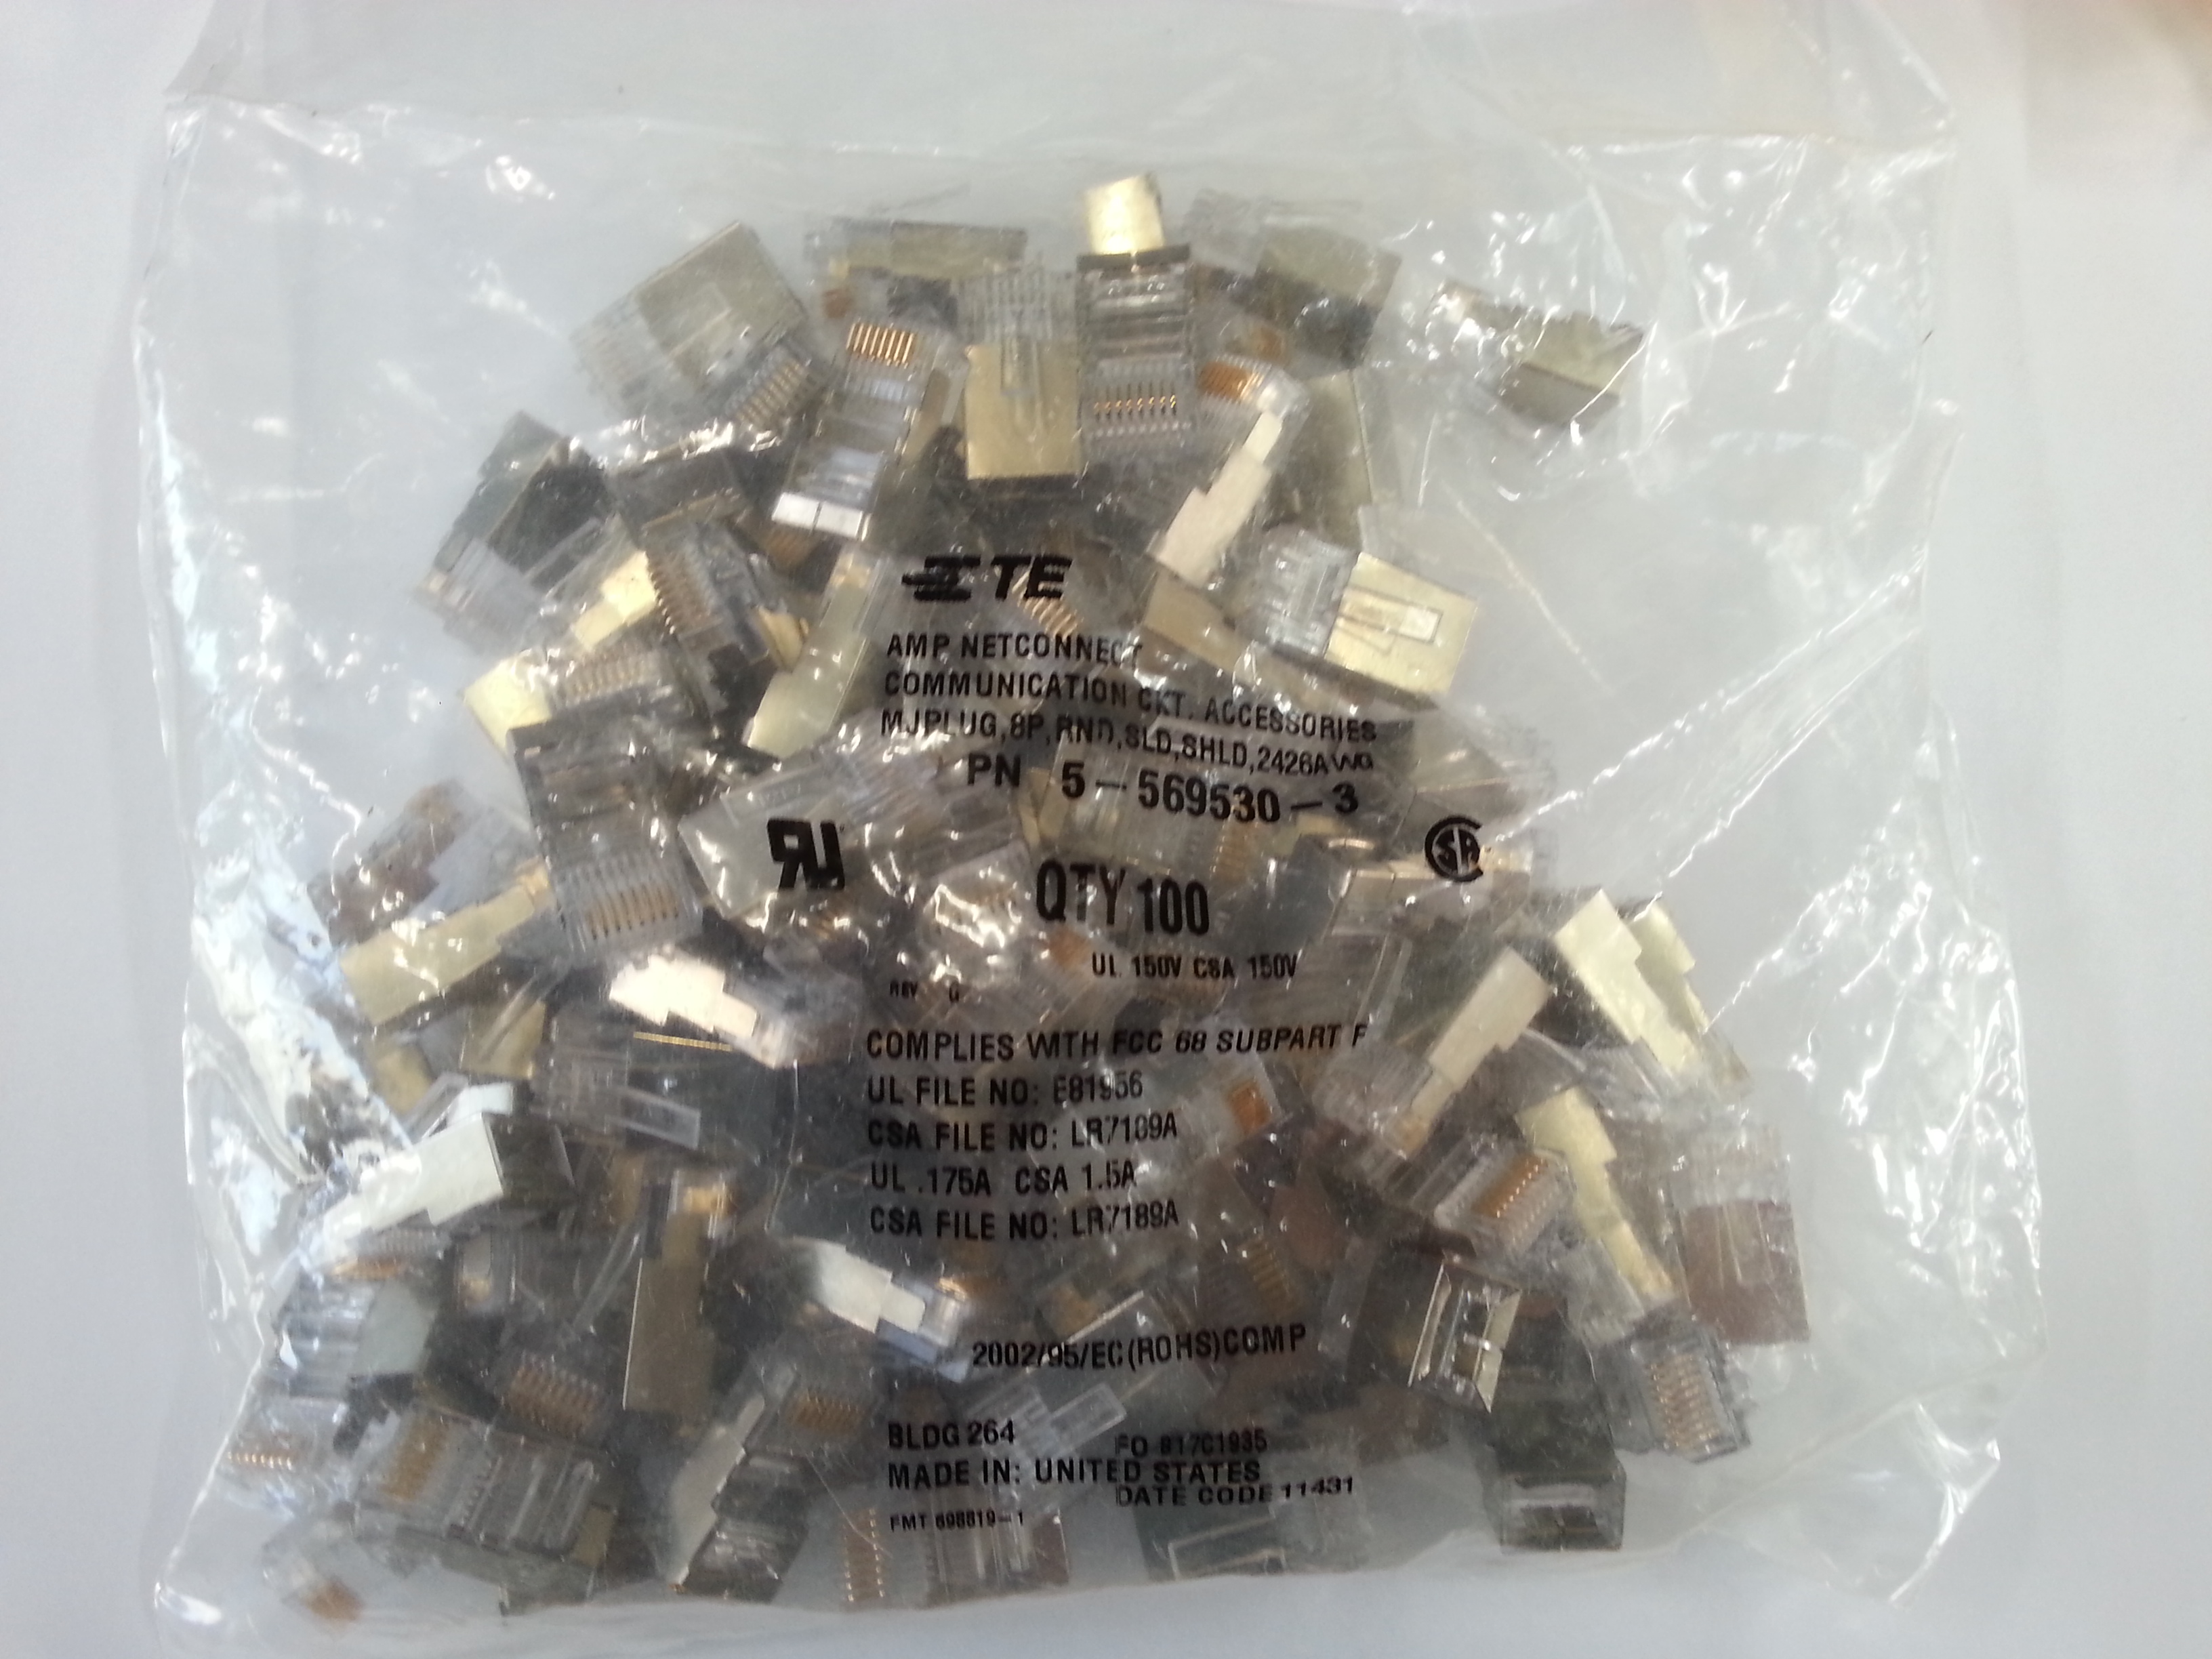 TE
AMP NETCONNECT
COMMUNICATION CKT. ACCESSORIES
MJPLUG,8P,RND,SLD,SHLD,2426AWG
PN 5-569530-3
QTY 100
UL 150V CSA 150V
REV G
COMPLIES WITH FCC 68 SUBPART F
UL FILE NO: E81956
CSA FILE NO: LR7189A
UL .175A CSA 1.5A
CSA FILE NO: LR7189A
2002/95/EC(ROHS)COMP
BLDG 264
MADE IN: UNITED STATES
DATE CODE 11431